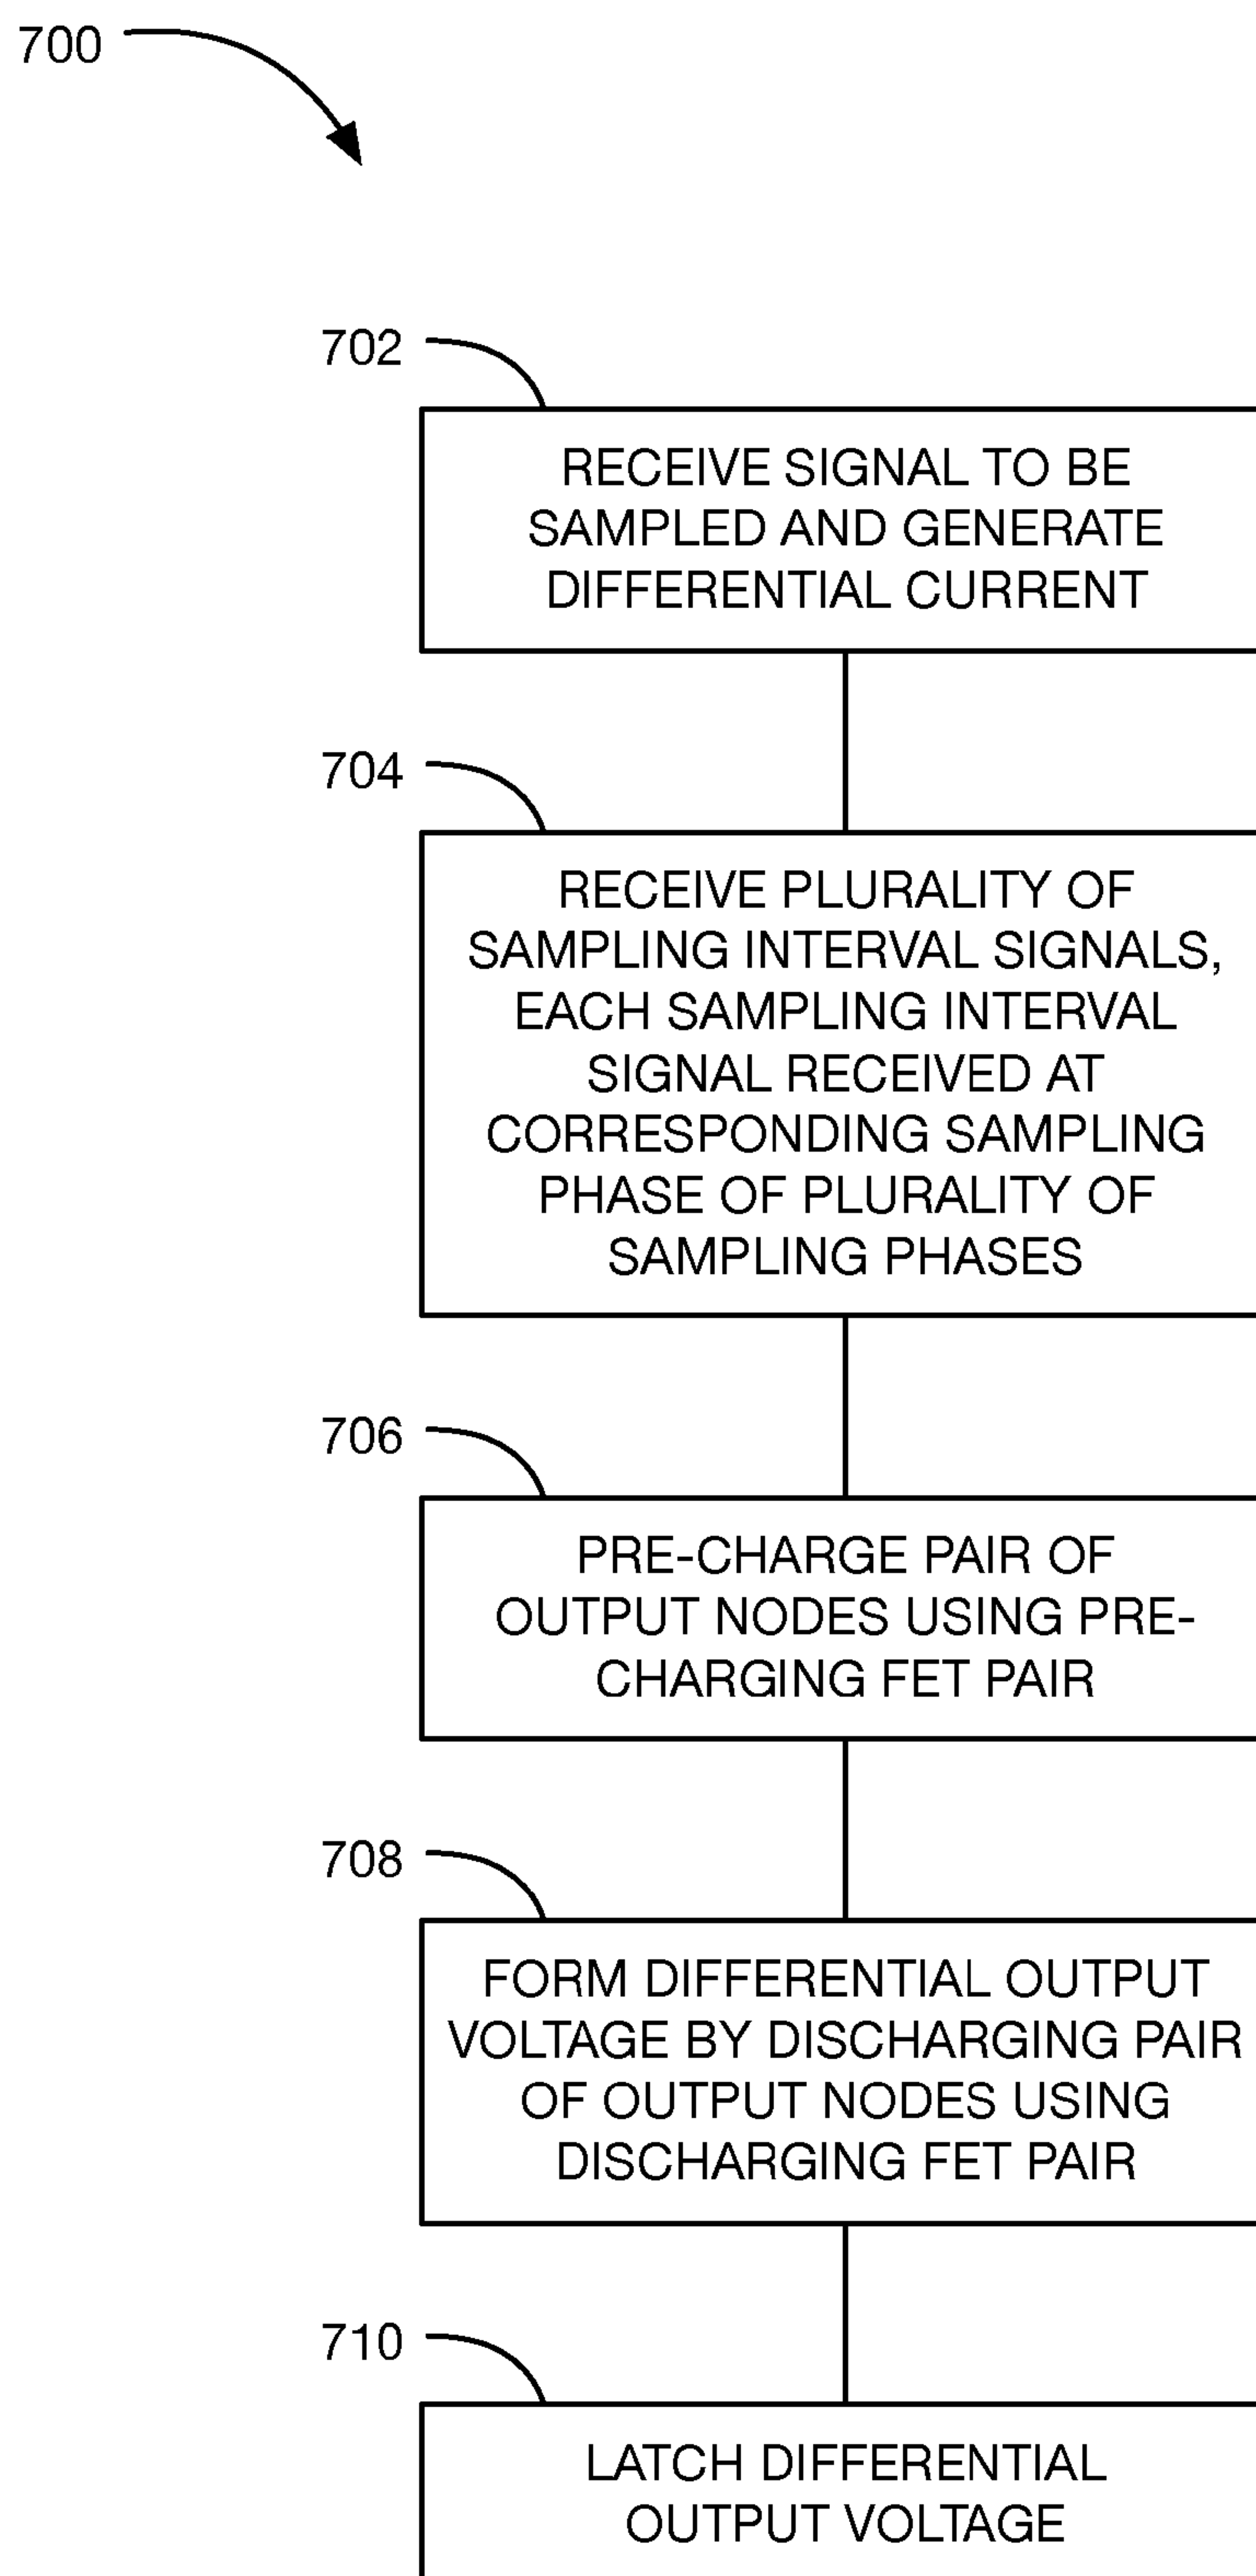 700
702
RECEIVE SIGNAL TO BE
SAMPLED AND GENERATE
DIFFERENTIAL CURRENT
704
RECEIVE PLURALITY OF
SAMPLING INTERVAL SIGNALS,
EACH SAMPLING INTERVAL
SIGNAL RECEIVED AT
CORRESPONDING SAMPLING
PHASE OF PLURALITY OF
SAMPLING PHASES
706
PRE-CHARGE PAIR OF
OUTPUT NODES USING PRE-
CHARGING FET PAIR
708
FORM DIFFERENTIAL OUTPUT
VOLTAGE BY DISCHARGING PAIR
OF OUTPUT NODES USING
DISCHARGING FET PAIR
710
LATCH DIFFERENTIAL
OUTPUT VOLTAGE